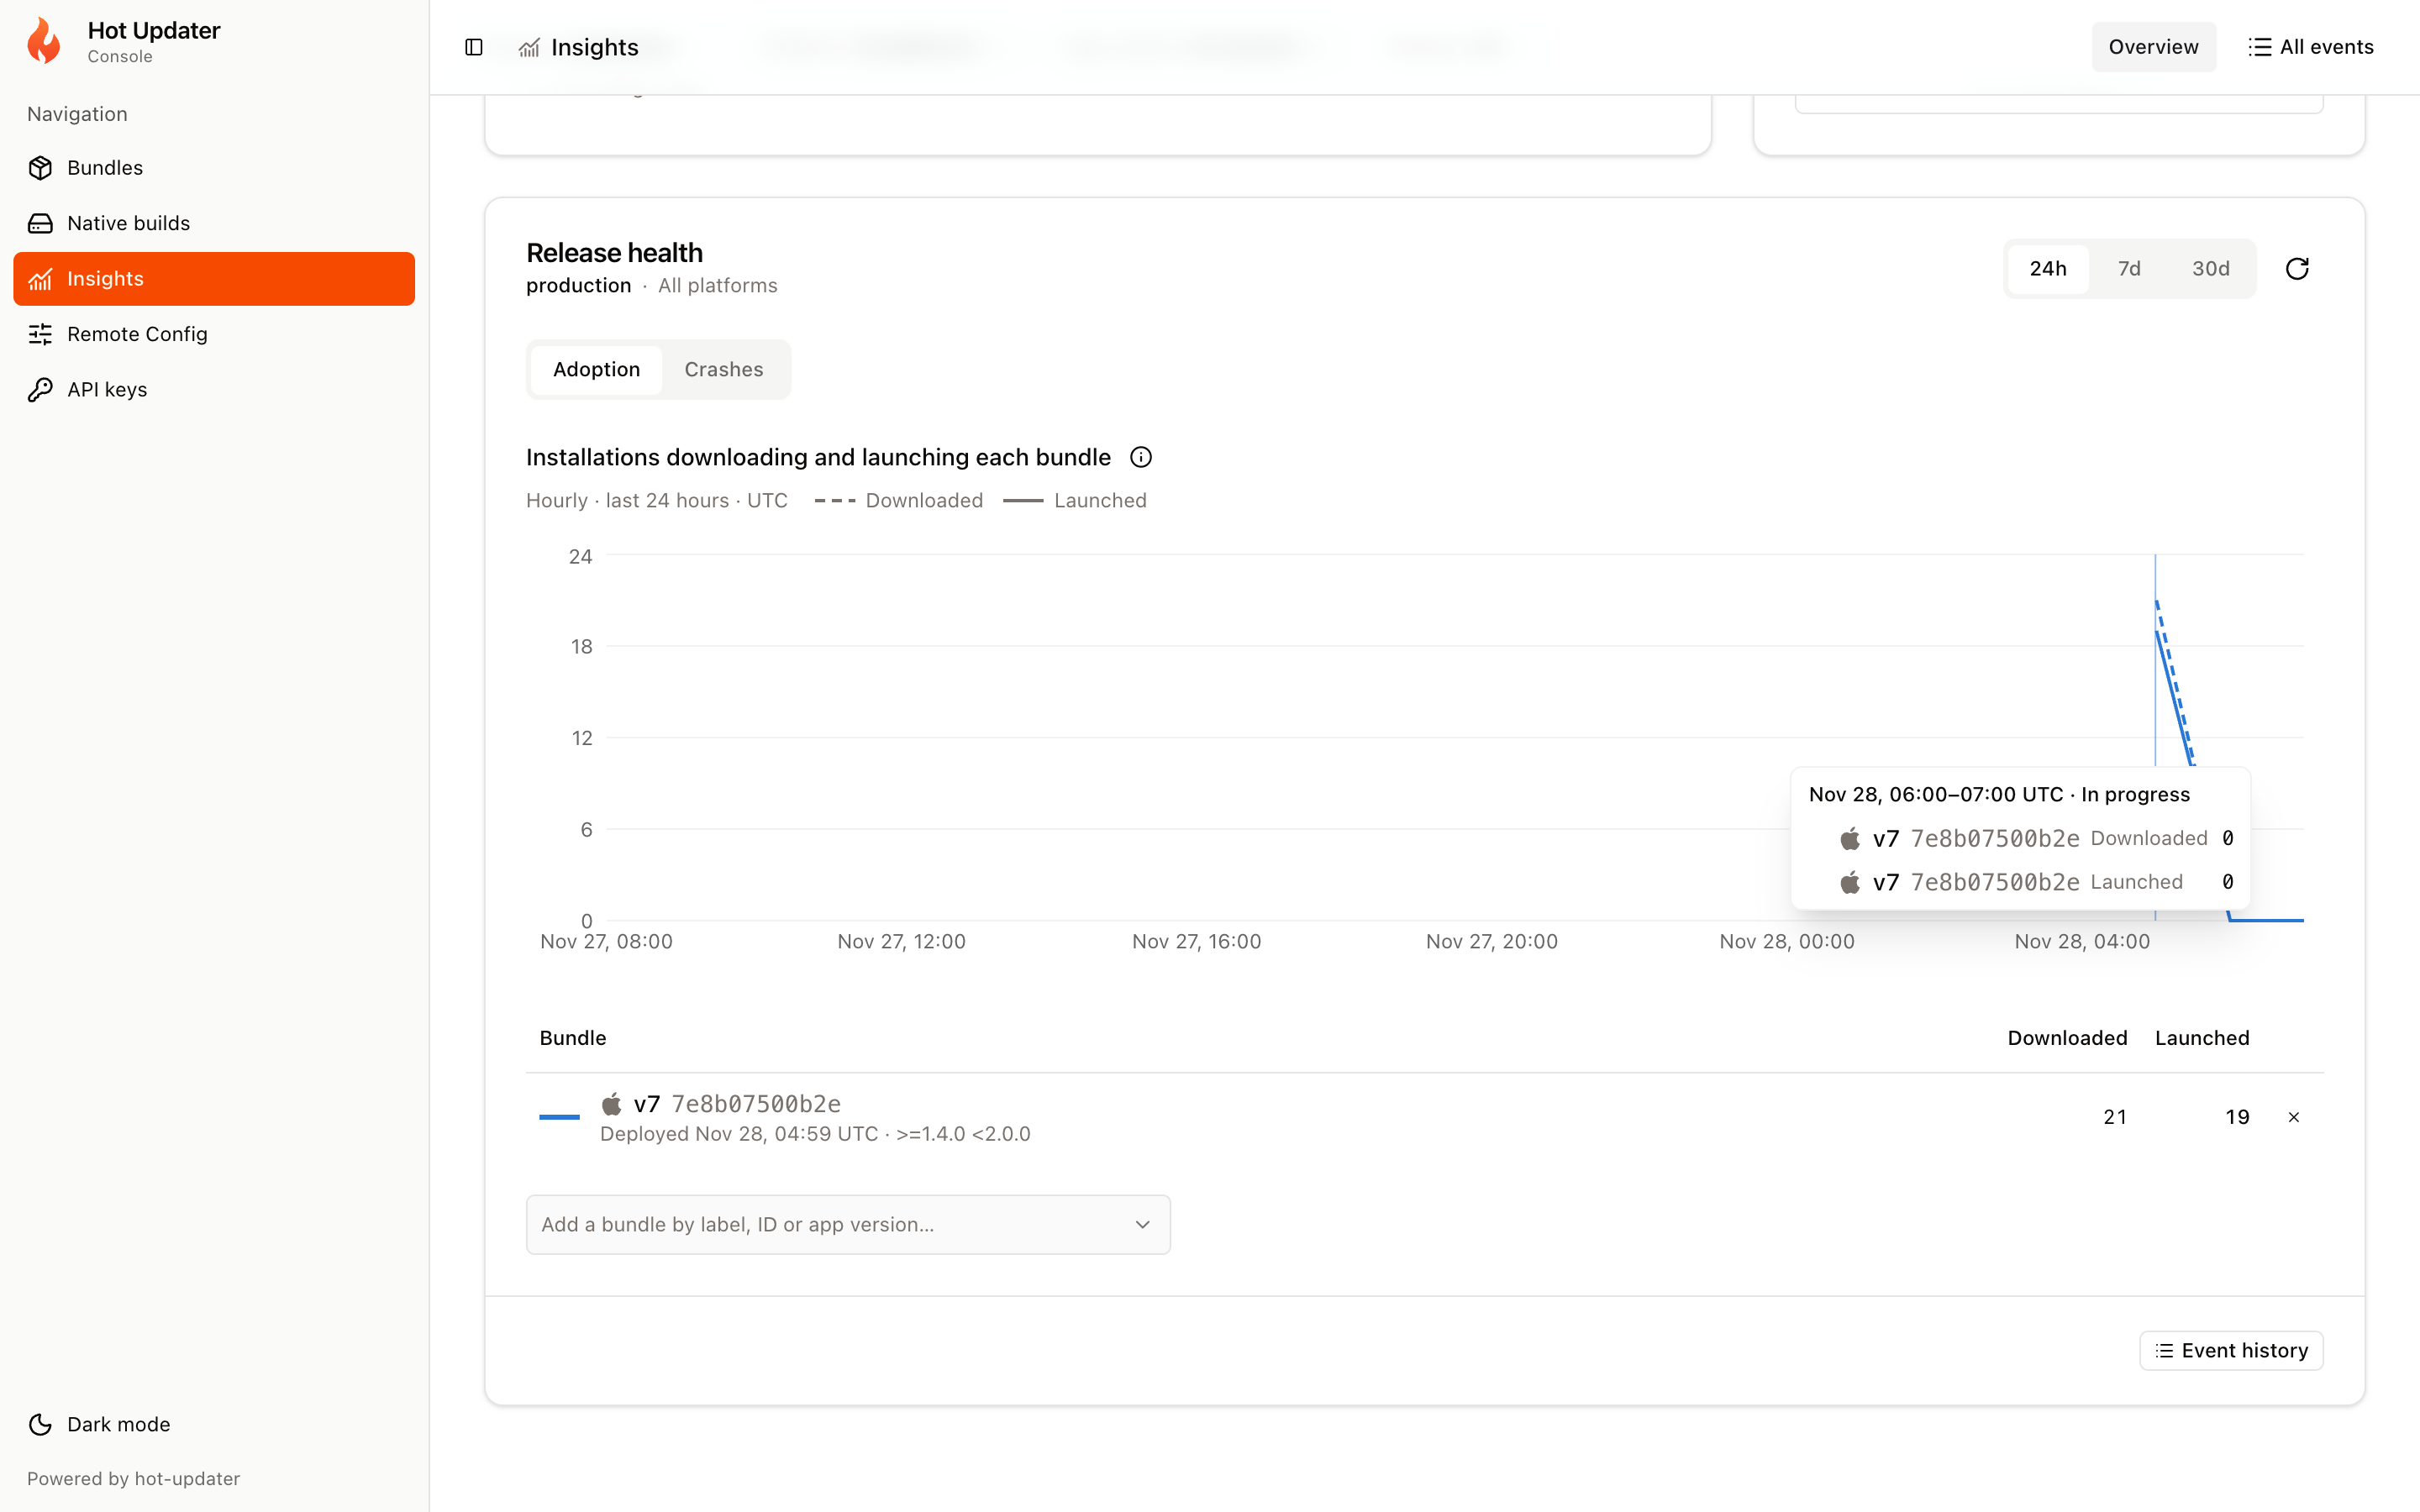 Hot Updater
Console
Navigation
Bundles
Native builds
Insights
Remote Config
API keys
Dark mode
Powered by hot-updater
Insights
Overview
All events
Release health
production · All platforms
24h 7d 30d
Adoption Crashes
Installations downloading and launching each bundle
Hourly · last 24 hours · UTC Downloaded Launched
24
18
12
6
0
Nov 27, 08:00 Nov 27, 12:00 Nov 27, 16:00 Nov 27, 20:00 Nov 28, 00:00 Nov 28, 04:00
Nov 28, 06:00–07:00 UTC · In progress
v7 7e8b07500b2e Downloaded 0
v7 7e8b07500b2e Launched 0
Bundle Downloaded Launched
v7 7e8b07500b2e 21 19
Deployed Nov 28, 04:59 UTC · >=1.4.0 <2.0.0
Add a bundle by label, ID or app version...
Event history